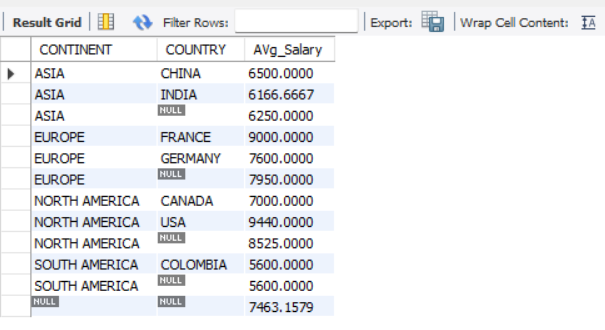 Result Grid Filter Rows: Export: Wrap Cell Content: IA
CONTINENT COUNTRY AVg_Salary
ASIA CHINA 6500.0000
ASIA INDIA 6166.6667
ASIA NULL 6250.0000
EUROPE FRANCE 9000.0000
EUROPE GERMANY 7600.0000
EUROPE NULL 7950.0000
NORTH AMERICA CANADA 7000.0000
NORTH AMERICA USA 9440.0000
NORTH AMERICA NULL 8525.0000
SOUTH AMERICA COLOMBIA 5600.0000
SOUTH AMERICA NULL 5600.0000
NULL NULL 7463.1579